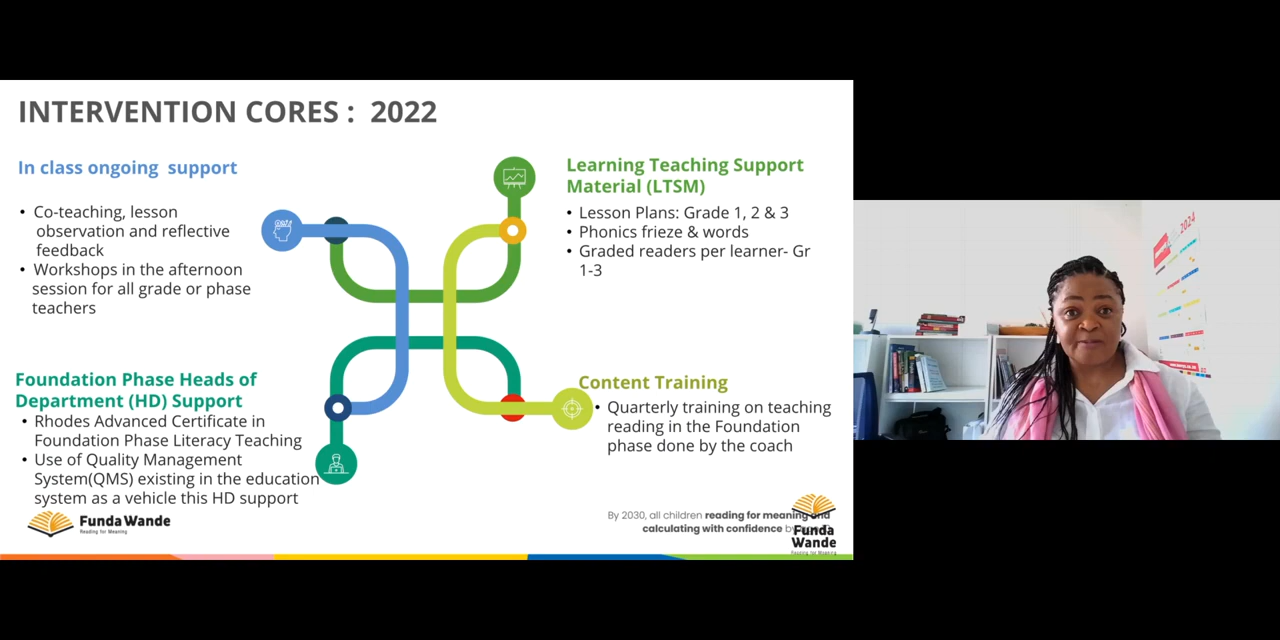 INTERVENTION CORES : 2022
In class ongoing support
• Co-teaching, lesson
observation and reflective
feedback
• Workshops in the afternoon
session for all grade or phase
teachers
Learning Teaching Support
Material (LTSM)
• Lesson Plans: Grade 1, 2 & 3
• Phonics frieze & words
• Graded readers per learner- Gr
1-3
Foundation Phase Heads of
Department (HD) Support
• Rhodes Advanced Certificate in
Foundation Phase Literacy Teaching
• Use of Quality Management
System(QMS) existing in the education
system as a vehicle this HD support
Content Training
• Quarterly training on teaching
reading in the Foundation
phase done by the coach
Funda Wande
Reading for Meaning
By 2030, all children reading for meaning and
calculating with confidence
Funda
Wande
Reading for Meaning
2024